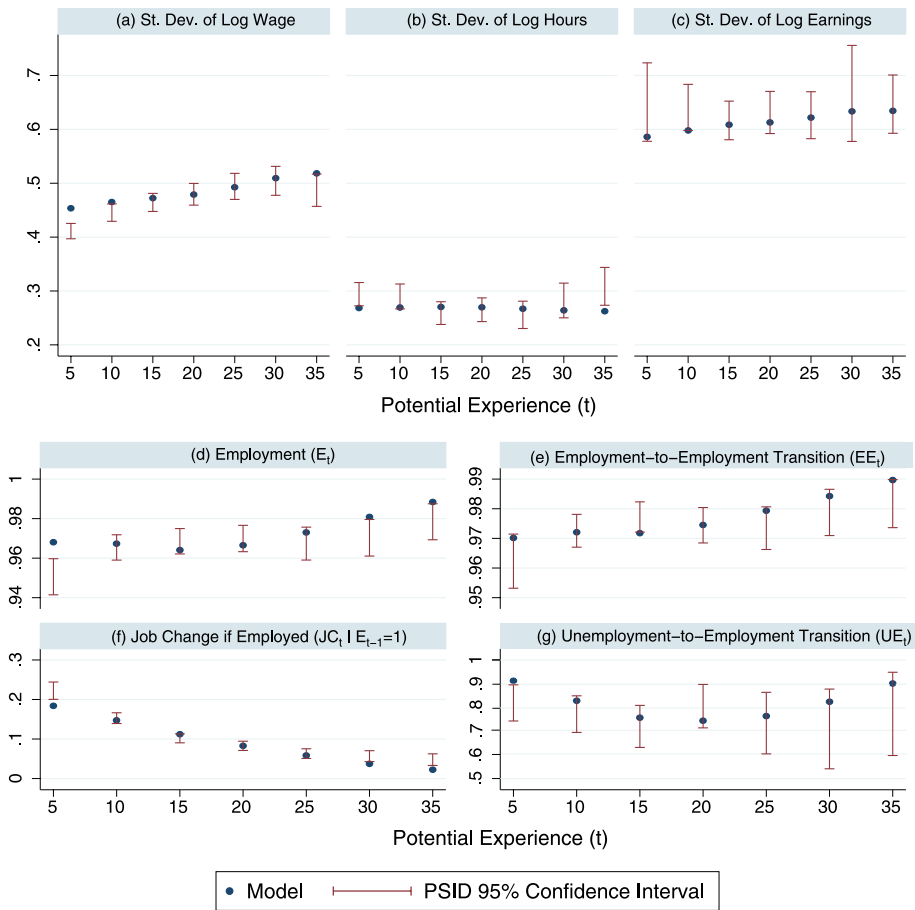 (a) St. Dev. of Log Wage
(b) St. Dev. of Log Hours
(c) St. Dev. of Log Earnings
.7
.6
.5
.4
.3
.2
5 10 15 20 25 30 35
5 10 15 20 25 30 35
5 10 15 20 25 30 35
Potential Experience (t)
(d) Employment (Et)
1
.98
.96
.94
(e) Employment-to-Employment Transition (EEt)
.99
.98
.97
.96
.95
(f) Job Change if Employed (JCt | Et-1=1)
.3
.2
.1
0
5 10 15 20 25 30 35
(g) Unemployment-to-Employment Transition (UEt)
1
.9
.8
.7
.5
5 10 15 20 25 30 35
Potential Experience (t)
Model
PSID 95% Confidence Interval